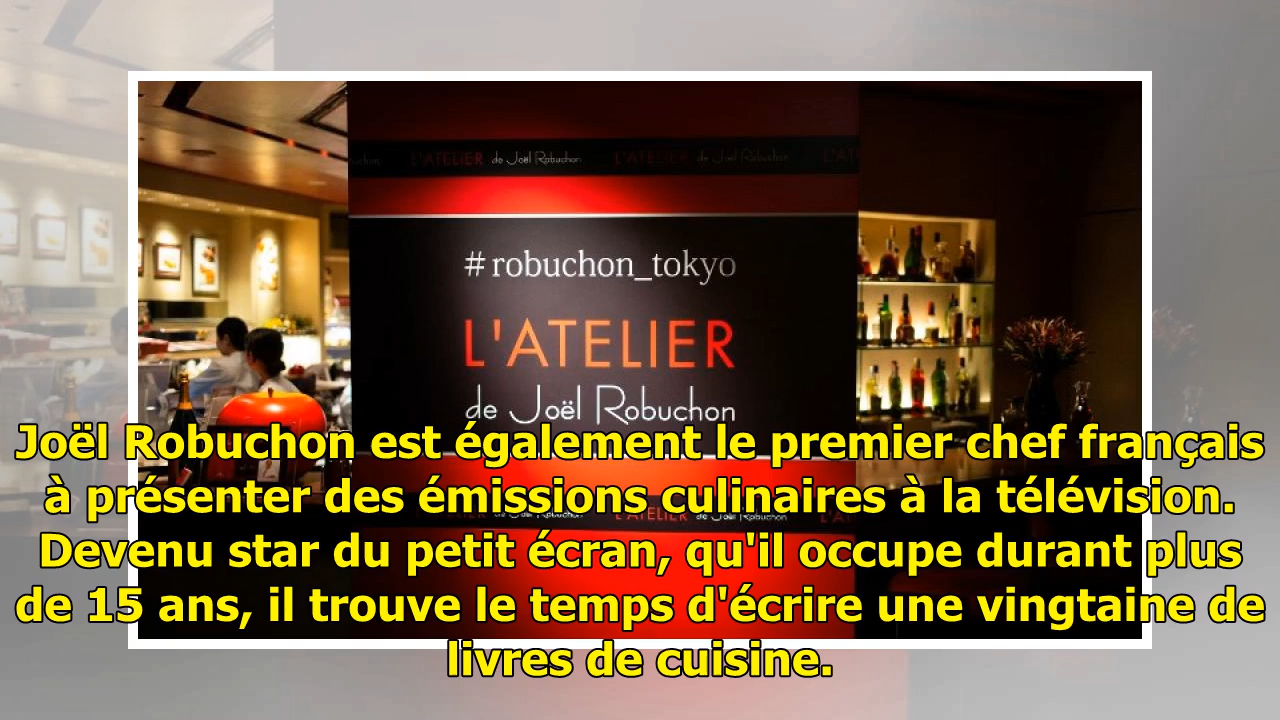 L'ATELIER de Joël Robuchon L'ATELIER de Joël Robuchon
#robuchon_tokyo
L'ATELIER
de Joël Robuchon
Joël Robuchon est également le premier chef français
à présenter des émissions culinaires à la télévision.
Devenu star du petit écran, qu'il occupe durant plus
de 15 ans, il trouve le temps d'écrire une vingtaine de
livres de cuisine.